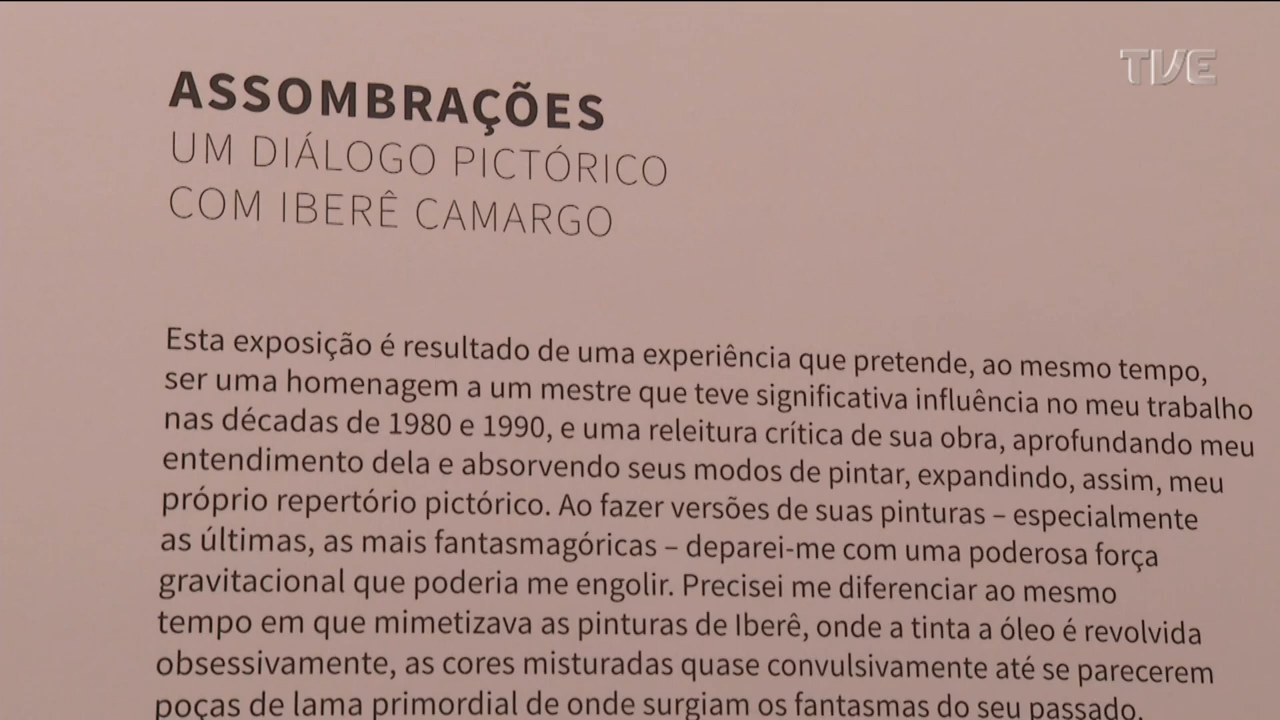 TVE
ASSOMBRAÇÕES
UM DIÁLOGO PICTÓRICO
COM IBERÊ CAMARGO
Esta exposição é resultado de uma experiência que pretende, ao mesmo tempo,
ser uma homenagem a um mestre que teve significativa influência no meu trabalho
nas décadas de 1980 e 1990, e uma releitura crítica de sua obra, aprofundando meu
entendimento dela e absorvendo seus modos de pintar, expandindo, assim, meu
próprio repertório pictórico. Ao fazer versões de suas pinturas – especialmente
as últimas, as mais fantasmagóricas – deparei-me com uma poderosa força
gravitacional que poderia me engolir. Precisei me diferenciar ao mesmo
tempo em que mimetizava as pinturas de Iberê, onde a tinta a óleo é revolvida
obsessivamente, as cores misturadas quase convulsivamente até se parecerem
poças de lama primordial de onde surgiam os fantasmas do seu passado.